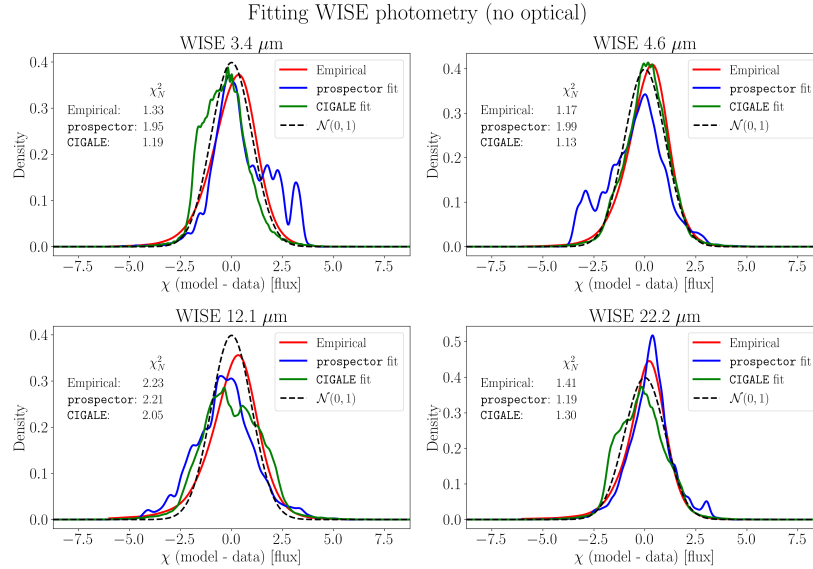 Fitting WISE photometry (no optical)
WISE 3.4 μm
Density
0.4
0.3
0.2
0.1
0.0
χ²_N
Empirical: 1.33
prospector: 1.95
CIGALE: 1.19
Empirical
prospector fit
CIGALE fit
N(0, 1)
−7.5 −5.0 −2.5 0.0 2.5 5.0 7.5
χ (model - data) [flux]
WISE 4.6 μm
Density
0.4
0.3
0.2
0.1
0.0
χ²_N
Empirical: 1.17
prospector: 1.99
CIGALE: 1.13
Empirical
prospector fit
CIGALE fit
N(0, 1)
−7.5 −5.0 −2.5 0.0 2.5 5.0 7.5
χ (model - data) [flux]
WISE 12.1 μm
Density
0.4
0.3
0.2
0.1
0.0
χ²_N
Empirical: 2.23
prospector: 2.21
CIGALE: 2.05
Empirical
prospector fit
CIGALE fit
N(0, 1)
−7.5 −5.0 −2.5 0.0 2.5 5.0 7.5
χ (model - data) [flux]
WISE 22.2 μm
Density
0.5
0.4
0.3
0.2
0.1
0.0
χ²_N
Empirical: 1.41
prospector: 1.19
CIGALE: 1.30
Empirical
prospector fit
CIGALE fit
N(0, 1)
−7.5 −5.0 −2.5 0.0 2.5 5.0 7.5
χ (model - data) [flux]